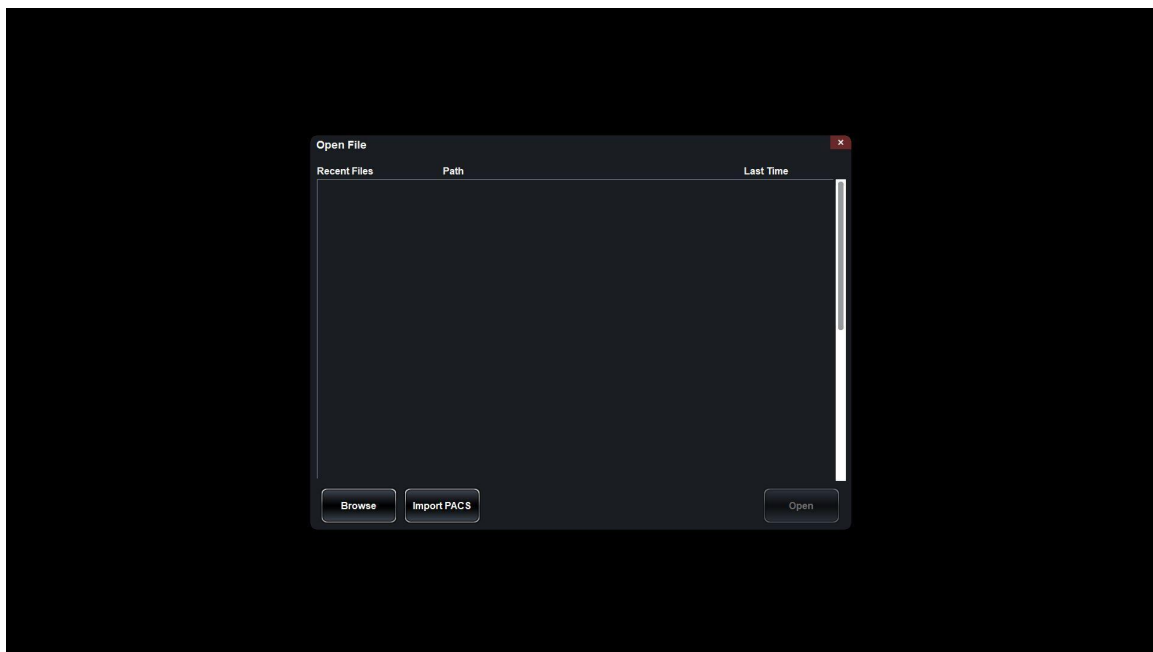 Open File
x
Recent Files Path Last Time
Browse Import PACS Open